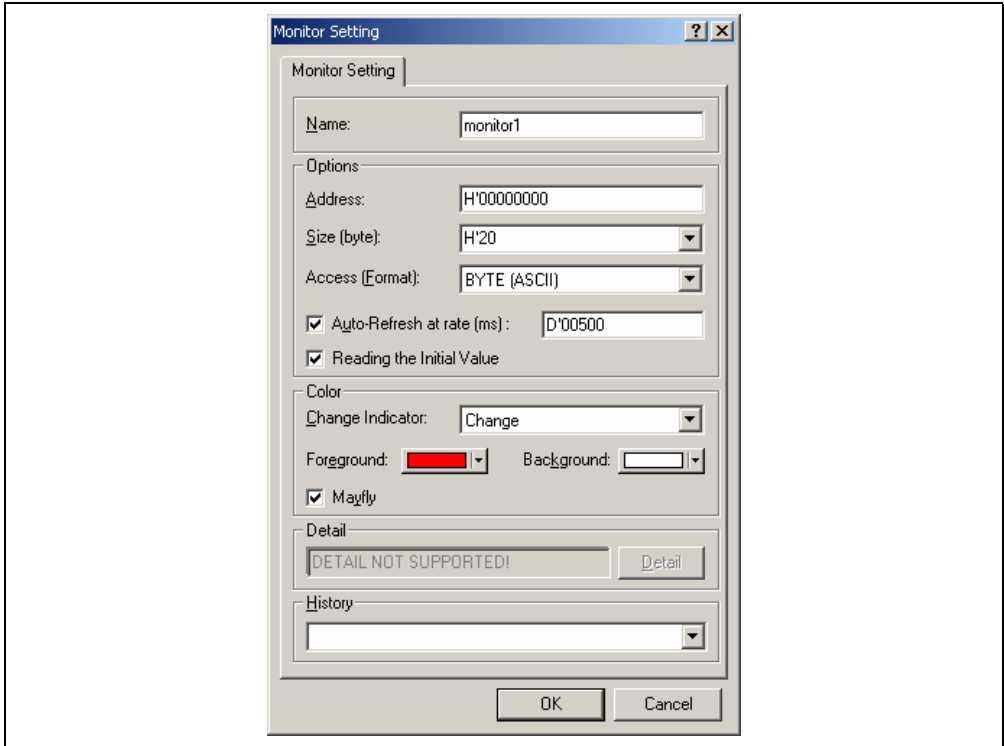 Monitor Setting
Monitor Setting
Name: monitor1
Options
Address: H'00000000
Size (byte): H'20
Access (Format): BYTE (ASCII)
Auto-Refresh at rate (ms) : D'00500
Reading the Initial Value
Color
Change Indicator: Change
Foreground: Background:
Mayfly
Detail
DETAIL NOT SUPPORTED! Detail
History
OK Cancel